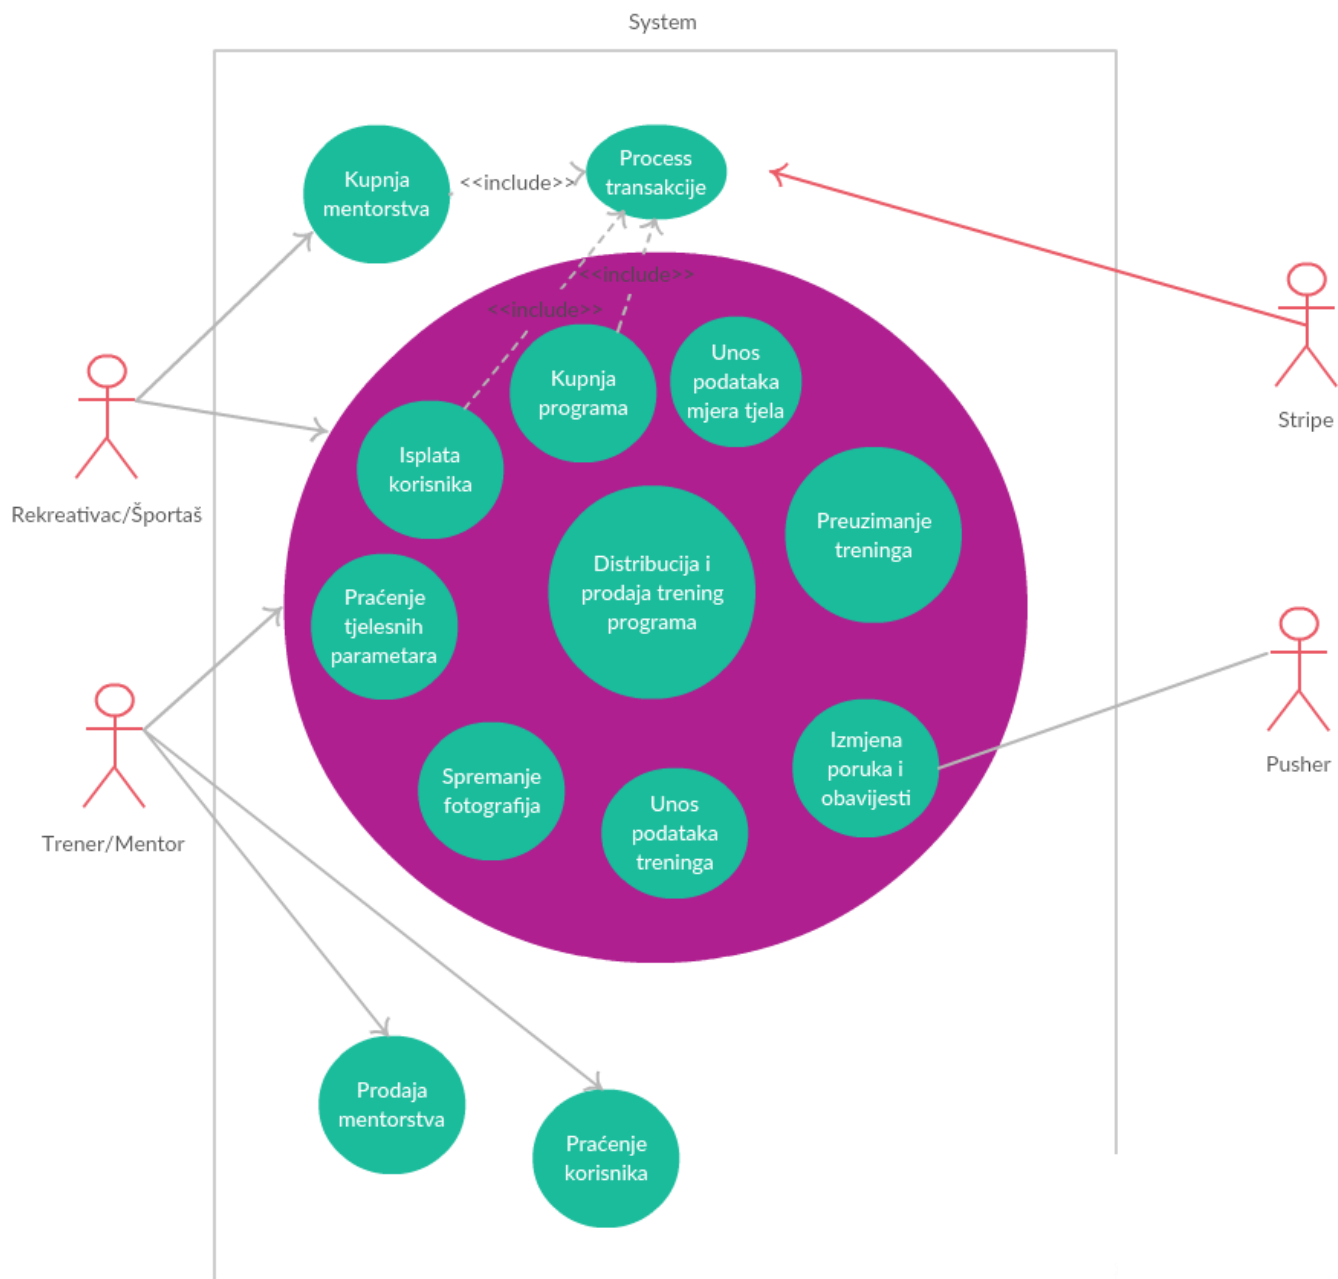 System
Kupnja
mentorstva
<<include>>
Process
transakcije
<<include>>
<<include>>
Kupnja
programa
Unos
podataka
mjera tjela
Isplata
korisnika
Stripe
Rekreativac/Športaš
Preuzimanje
treninga
Distribucija i
prodaja trening
programa
Praćenje
tjelesnih
parametara
Izmjena
poruka i
obavijesti
Pusher
Spremanje
fotografija
Unos
podataka
treninga
Trener/Mentor
Prodaja
mentorstva
Praćenje
korisnika